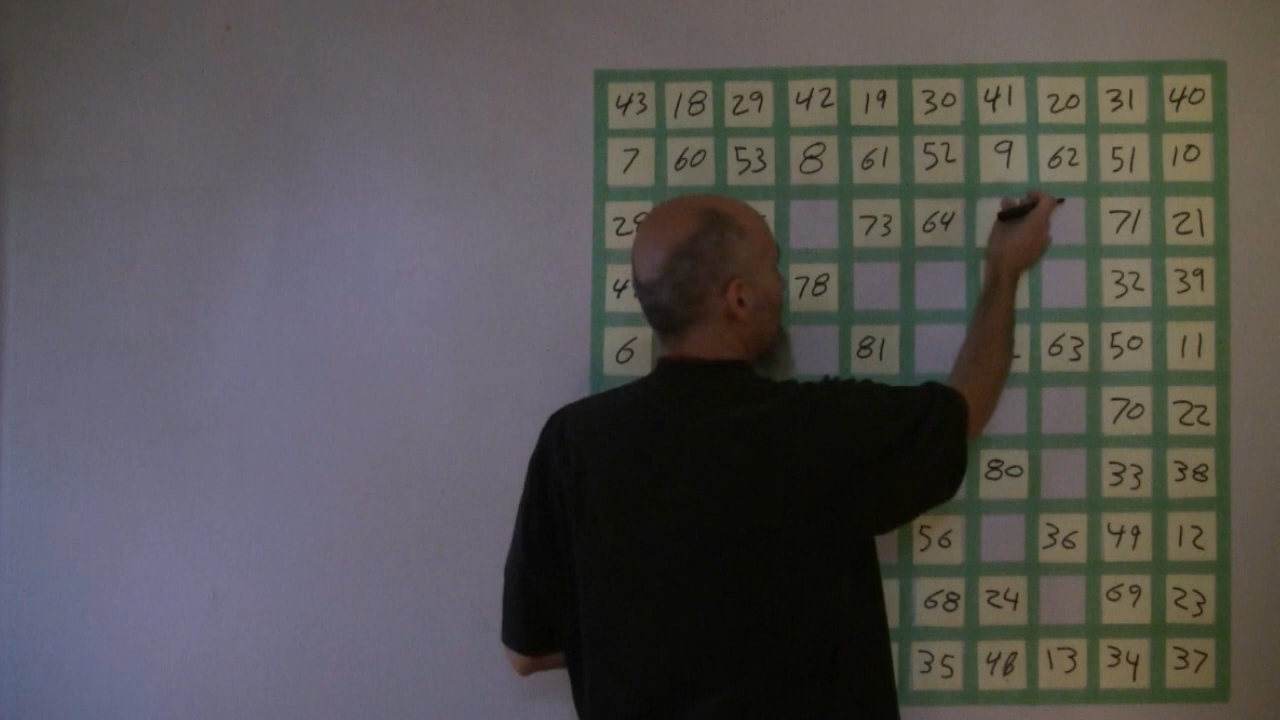 43 18 29 42 19 30 41 20 31 40
7 60 53 8 61 52 9 62 51 10
73 64 71 21
78 32 39
6 81 63 50 11
70 22
80 33 38
56 36 49 12
68 24 69 23
35 48 13 34 37